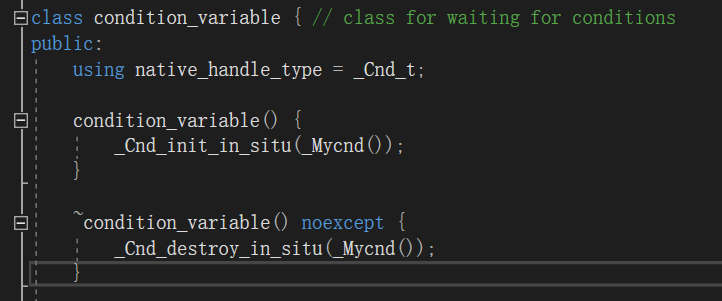 class condition_variable { // class for waiting for conditions
public:
using native_handle_type = _Cnd_t;
condition_variable() {
_Cnd_init_in_situ(_Mycnd());
}
~condition_variable() noexcept {
_Cnd_destroy_in_situ(_Mycnd());
}